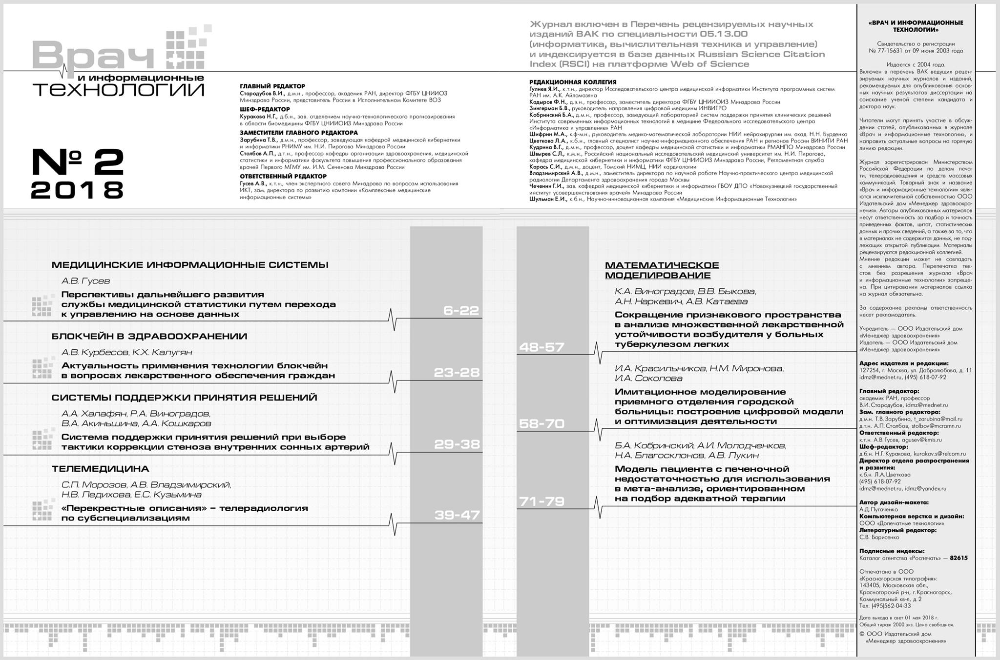 Врач
и информационные
технологии
№ 2
2018
ГЛАВНЫЙ РЕДАКТОР
Стародубов В.И., д.м.н., профессор, академик РАН, директор ФГБУ ЦНИИОИЗ
Минздрава России, представитель России в Исполнительном Комитете ВОЗ
ШЕФ-РЕДАКТОР
Куракова Н.Г., д.б.н., зав. отделением научно-технологического прогнозирования
в области биомедицины ФГБУ ЦНИИОИЗ Минздрава России
ЗАМЕСТИТЕЛИ ГЛАВНОГО РЕДАКТОРА
Зарубина Т.В., д.м.н., профессор, заведующая кафедрой медицинской кибернетики
и информатики РНИМУ им. Н.И. Пирогова Минздрава России
Столбов А.П., д.т.н., профессор кафедры организации здравоохранения, медицинской
статистики и информатики факультета повышения профессионального образования
врачей Первого МГМУ им. И.М. Сеченова Минздрава России
ОТВЕТСТВЕННЫЙ РЕДАКТОР
Гусев А.В., к.т.н., член экспертного совета Минздрава по вопросам использования
ИКТ, зам. директора по развитию компании «Комплексные медицинские
информационные системы»
Журнал включен в Перечень рецензируемых научных
изданий ВАК по специальности 05.13.00
(информатика, вычислительная техника и управление)
и индексируется в базе данных Russian Science Citation
Index (RSCI) на платформе Web of Science
РЕДАКЦИОННАЯ КОЛЛЕГИЯ
Гулиев Я.И., к.т.н., директор Исследовательского центра медицинской информатики Института программных систем
РАН им. А.К. Айламазяна
Кадыров Ф.Н., д.э.н., профессор, заместитель директора ФГБУ ЦНИИОИЗ Минздрава России
Зингерман Б.В., руководитель направления цифровой медицины ИНВИТРО
Кобринский Б.А., д.м.н., профессор, заведующий лабораторией систем поддержки принятия клинических решений
Института современных информационных технологий в медицине Федерального исследовательского центра
«Информатика и управление» РАН
Шифрин М.А., к.ф-м.н., руководитель медико-математической лаборатории НИИ нейрохирургии им. акад. Н.Н. Бурденко
Цветкова Л.А., к.б.н., главный специалист научно-информационного обеспечения РАН и регионов России ВИНИТИ РАН
Кудрина В.Г., д.м.н., профессор, доцент кафедры медицинской статистики и информатики РМАНПО Минздрава России
Швырев С.Л., к.м.н., Российский национальный исследовательский медицинский университет им. Н.И. Пирогова,
кафедра медицинской кибернетики и информатики ФГБУ ЦНИИОИЗ Минздрава России, Регламентная служба
Карась С.И., д.м.н., доцент, Томский НИМЦ, НИИ кардиологии
Владзимирский А.В., д.м.н., заместитель директора по научной работе Научно-практического центра медицинской
радиологии Департамента здравоохранения города Москвы
Чеченин Г.И., зав. кафедрой медицинской кибернетики и информатики ГБОУ ДПО «Новокузнецкий государственный
институт усовершенствования врачей» Минздрава России
Шульман Е.И., к.б.н., Научно-инновационная компания «Медицинские Информационные Технологии»
МЕДИЦИНСКИЕ ИНФОРМАЦИОННЫЕ СИСТЕМЫ
А.В. Гусев
Перспективы дальнейшего развития
службы медицинской статистики путем перехода
к управлению на основе данных
6-22
БЛОКЧЕЙН В ЗДРАВООХРАНЕНИИ
А.В. Курбесов, К.Х. Калугян
Актуальность применения технологии блокчейн
в вопросах лекарственного обеспечения граждан
23-28
СИСТЕМЫ ПОДДЕРЖКИ ПРИНЯТИЯ РЕШЕНИЙ
А.А. Халафян, Р.А. Виноградов,
В.А. Акиньшина, А.А. Кошкаров
Система поддержки принятия решений при выборе
тактики коррекции стеноза внутренних сонных артерий
29-38
ТЕЛЕМЕДИЦИНА
С.П. Морозов, А.В. Владзимирский,
Н.В. Ледихова, Е.С. Кузьмина
«Перекрестные описания» – телерадиология
по субспециализациям
39-47
МАТЕМАТИЧЕСКОЕ
МОДЕЛИРОВАНИЕ
К.А. Виноградов, В.В. Быкова,
А.Н. Наркевич, А.В. Катаева
Сокращение признакового пространства
в анализе множественной лекарственной
устойчивости возбудителя у больных
туберкулезом легких
48-57
И.А. Красильников, Н.М. Миронова,
И.А. Соколова
Имитационное моделирование
приемного отделения городской
больницы: построение цифровой модели
и оптимизация деятельности
58-70
Б.А. Кобринский, А.И. Молодченков,
Н.А. Благосклонов, А.В. Лукин
Модель пациента с печеночной
недостаточностью для использования
в мета-анализе, ориентированном
на подбор адекватной терапии
71-79
«ВРАЧ И ИНФОРМАЦИОННЫЕ
ТЕХНОЛОГИИ»
Свидетельство о регистрации
№ 77-15631 от 09 июня 2003 года
Издается с 2004 года.
Включен в перечень ВАК ведущих рецен-
зируемых научных журналов и изданий,
рекомендуемых для опубликования основ-
ных научных результатов диссертации на
соискание ученой степени кандидата и
доктора наук.
Читатели могут принять участие в обсуж-
дении статей, опубликованных в журнале
«Врач и информационные технологии», и
направить актуальные вопросы на горячую
линию редакции.
Журнал зарегистрирован Министерством
Российской Федерации по делам печа-
ти, телерадиовещания и средств массовых
коммуникаций. Товарный знак и название
«Врач и информационные технологии» явля-
ются исключительной собственностью ООО
Издательский дом «Менеджер здравоохра-
нения». Авторы опубликованных материалов
несут ответственность за подбор и точность
приведенных фактов, цитат, статистических
данных и прочих сведений, а также за то, что
в материалах не содержится данных, не под-
лежащих открытой публикации. Материалы
рецензируются редакционной коллегией.
Мнение редакции может не совпадать
с мнением автора. Перепечатка тек-
стов без разрешения журнала «Врач
и информационные технологии» запреще-
на. При цитировании материалов ссылка
на журнал обязательна.
За содержание рекламы ответственность
несет рекламодатель.
Учредитель — ООО Издательский дом
«Менеджер здравоохранения»
Издатель — ООО Издательский дом
«Менеджер здравоохранения»
Адрес издателя и редакции:
127254, г. Москва, ул. Добролюбова, д. 11
idmz@mednet.ru, (495) 618-07-92
Главный редактор:
академик РАН, профессор
В.И. Стародубов, idmz@mednet.ru
Зам. главного редактора:
д.м.н. Т.В. Зарубина, t_zarubina@mail.ru
д.т.н. А.П. Столбов, stolbov@mcramn.ru
Ответственный редактор:
к.т.н. А.В. Гусев, agusev@kmis.ru
Шеф-редактор:
д.б.н. Н.Г. Куракова, kurakov.s@relcom.ru
Директор отдела распространения
и развития:
к.б.н. Л.А. Цветкова
(495) 618-07-92
idmz@mednet.ru, idmz@yandex.ru
Автор дизайн-макета:
А.Д. Пугаченко
Компьютерная верстка и дизайн:
ООО «Допечатные технологии»
Литературный редактор:
С.В. Борисенко
Подписные индексы:
Каталог агентства «Роспечать» — 82615
Отпечатано в ООО
«Красногорская типография»:
143405, Московская обл.,
Красногорский р-н, г. Красногорск,
Коммунальный кв-л, д. 2
Тел. (495)562-04-33
Дата выхода в свет 01 мая 2018 г.
Общий тираж 2000 экз. Цена свободная.
© ООО Издательский дом
«Менеджер здравоохранения»